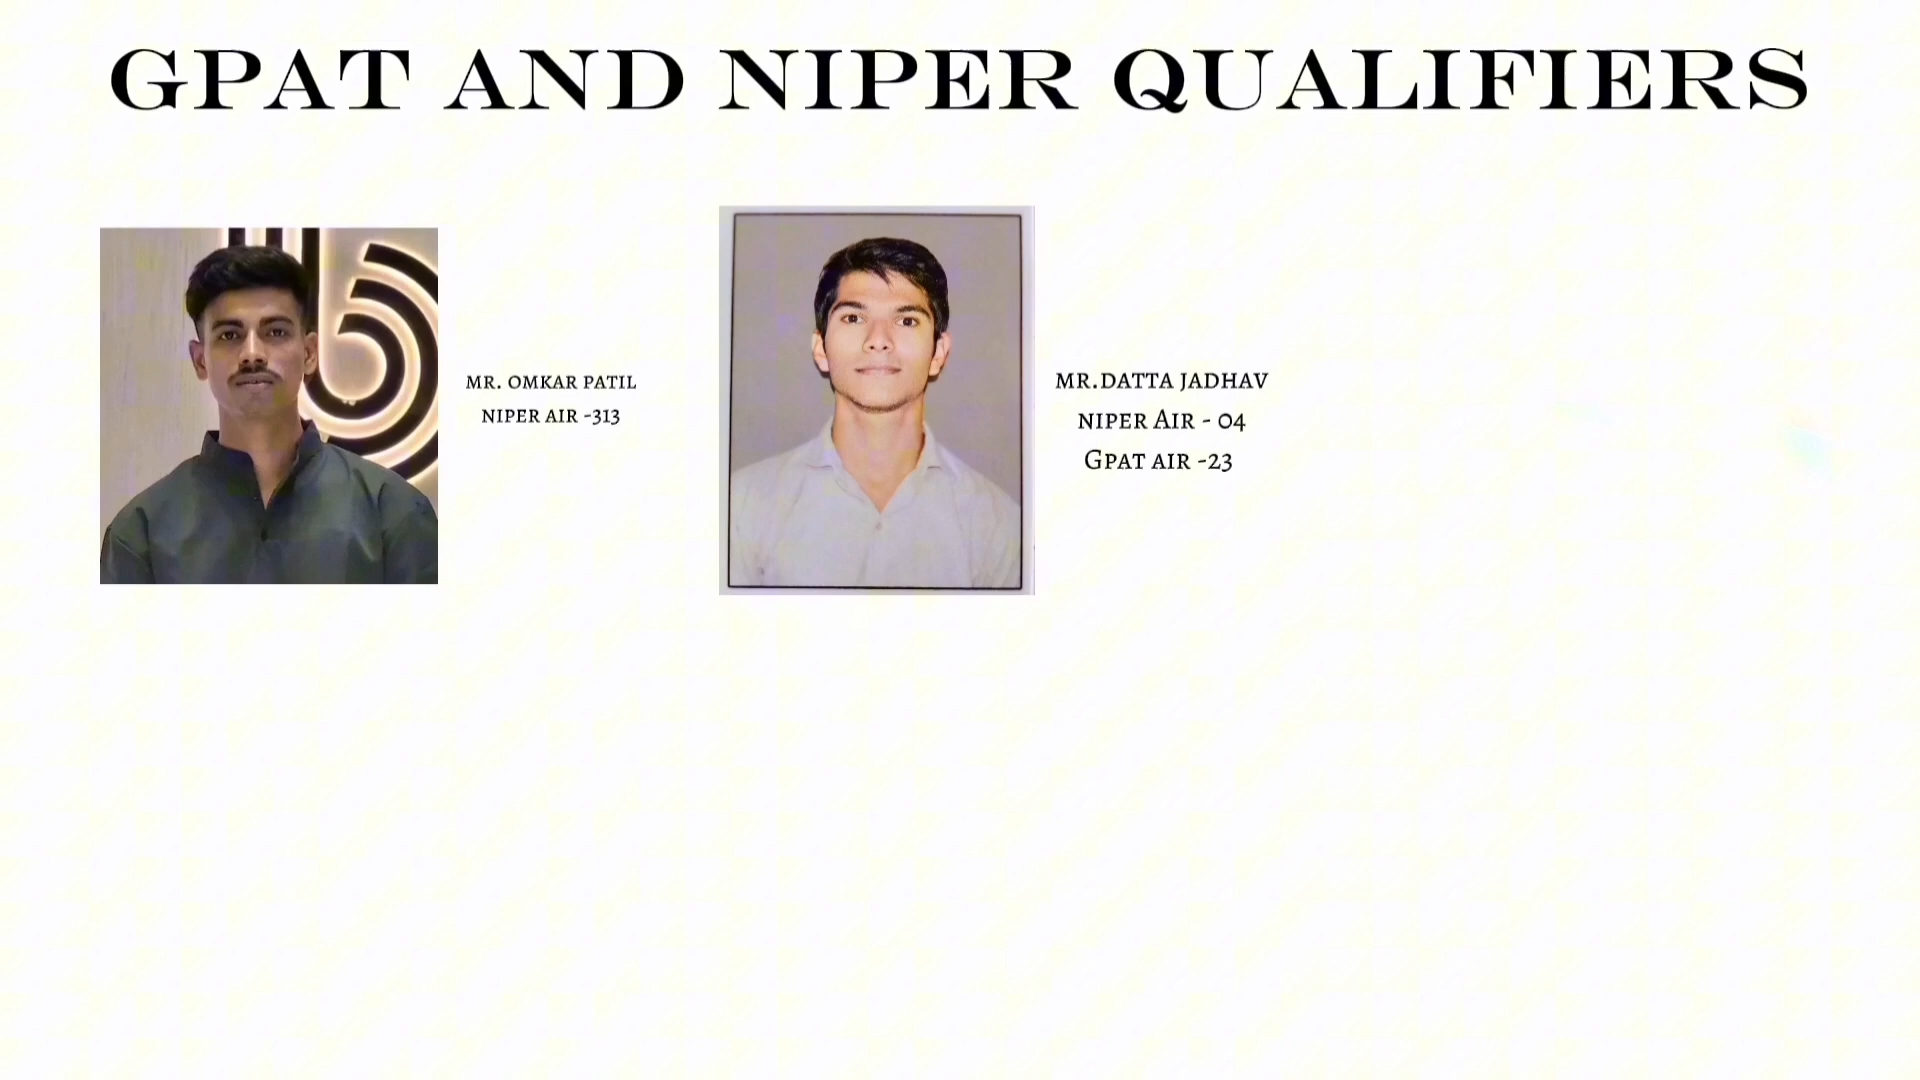 GPAT AND NIPER QUALIFIERS
MR. OMKAR PATIL
NIPER AIR -313
MR.DATTA JADHAV
NIPER AIR - 04
GPAT AIR -23